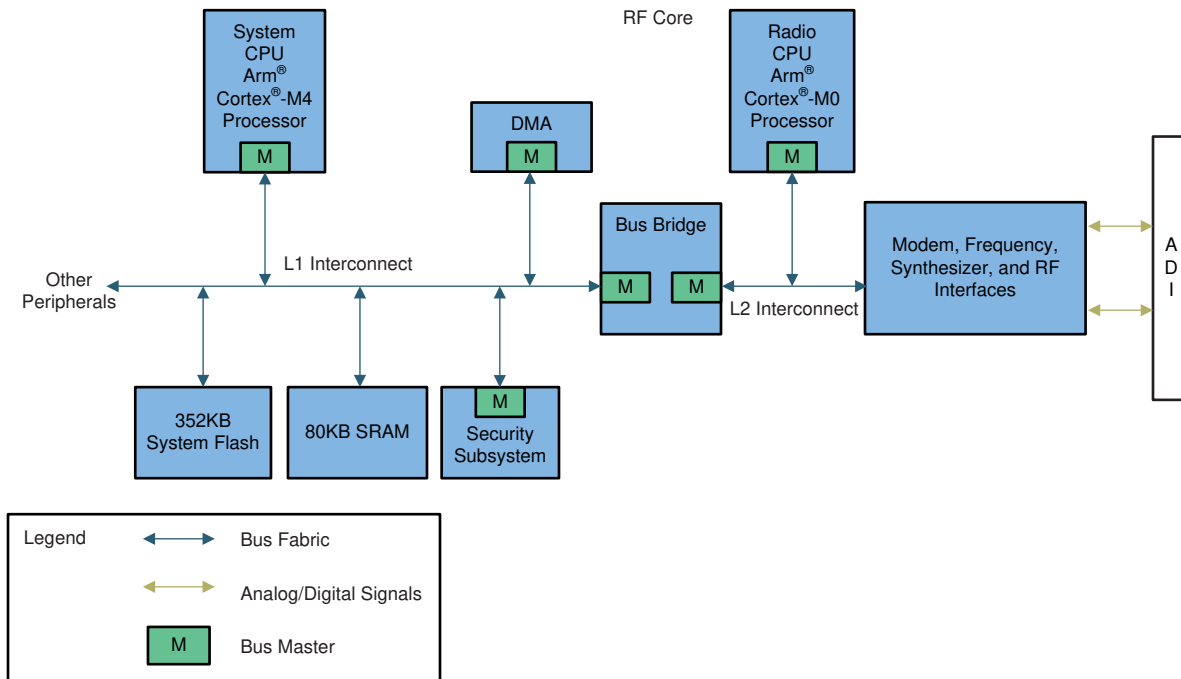 System
CPU
Arm®
Cortex®-M4
Processor
M
RF Core
Radio
CPU
Arm®
Cortex®-M0
Processor
M
DMA
M
Bus Bridge
M M
Modem, Frequency,
Synthesizer, and RF
Interfaces
A
D
I
Other
Peripherals
L1 Interconnect
L2 Interconnect
352KB
System Flash
80KB SRAM
M
Security
Subsystem
Legend
Bus Fabric
Analog/Digital Signals
M
Bus Master